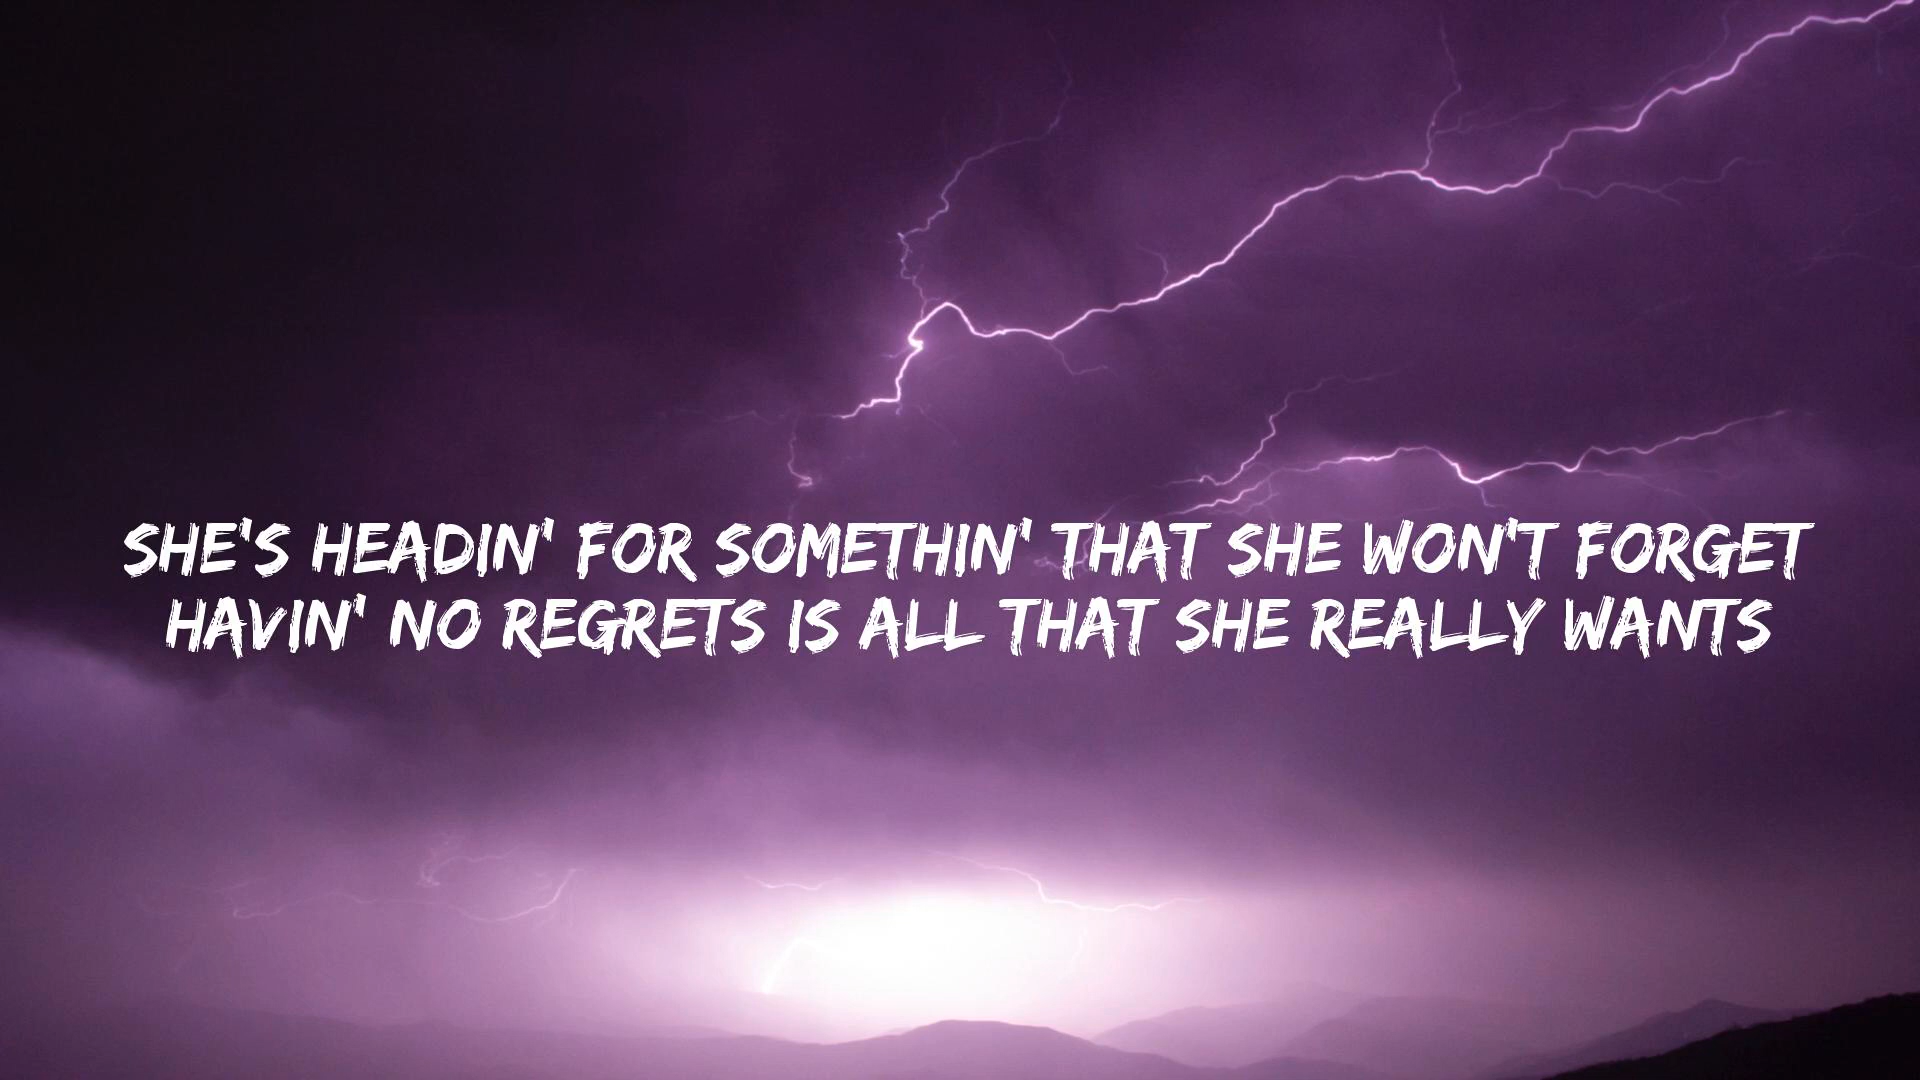 SHE'S HEADIN' FOR SOMETHIN' THAT SHE WON'T FORGET
HAVIN' NO REGRETS IS ALL THAT SHE REALLY WANTS